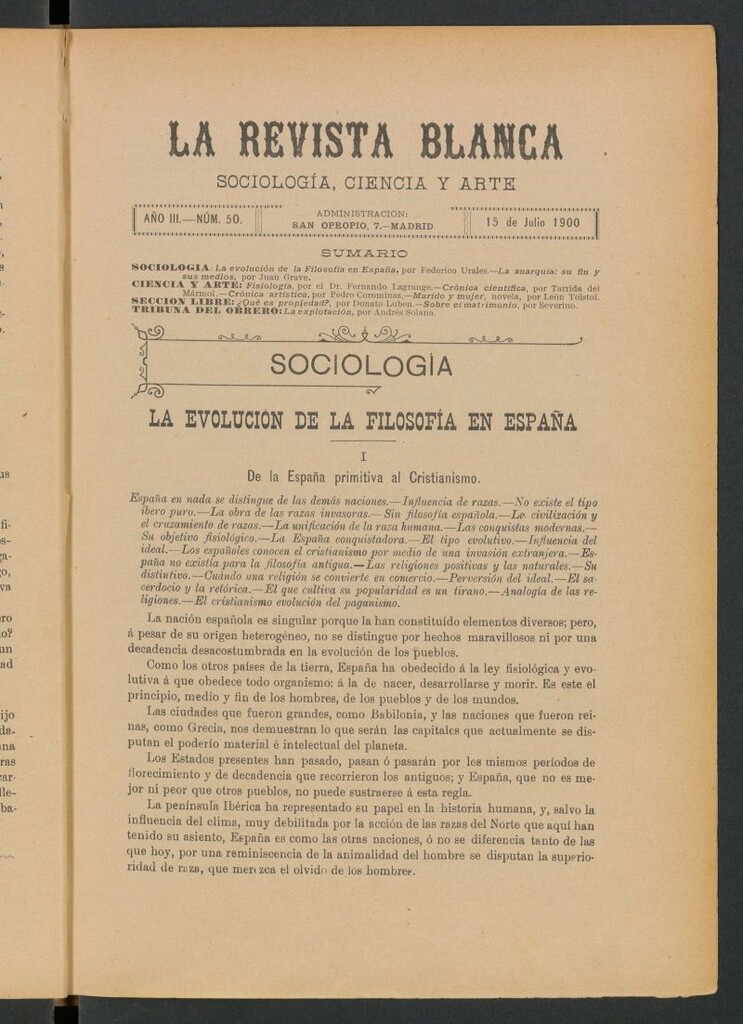 LA REVISTA BLANCA
SOCIOLOGÍA, CIENCIA Y ARTE
AÑO III.—NÚM. 50.
ADMINISTRACION:
SAN OPROPIO, 7.—MADRID
15 de Julio 1900
SUMARIO
SOCIOLOGIA: La evolución de la Filosofía en España, por Federico Urales.—La anarquía: su fin y
sus medios, por Juan Grave.
CIENCIA Y ARTE: Fisiología, por el Dr. Fernando Lagrange.—Crónica científica, por Tarrida del
Mármol.—Crónica artística, por Pedro Corominas.—Marido y mujer, novela, por León Tolstoí.
SECCION LIBRE: ¿Qué es propiedad?, por Donato Luben.—Sobre el matrimonio, por Severino.
TRIBUNA DEL OBRERO: La explotación, por Andrés Solana.
SOCIOLOGÍA
LA EVOLUCIÓN DE LA FILOSOFÍA EN ESPAÑA
I
De la España primitiva al Cristianismo.
España en nada se distingue de las demás naciones.—Influencia de razas.—No existe el tipo
ibero puro.—La obra de las razas invasoras.—Sin filosofía española.—La civilización y
el cruzamiento de razas.—La unificación de la raza humana.—Las conquistas modernas.—
Su objetivo fisiológico.—La España conquistadora.—El tipo evolutivo.—Influencia del
ideal.—Los españoles conocen el cristianismo por medio de una invasión extranjera.—Es-
paña no existía para la filosofía antigua.—Las religiones positivas y las naturales.—Su
distintivo.—Cuándo una religión se convierte en comercio.—Perversión del ideal.—El sa-
cerdocio y la retórica.—El que cultiva su popularidad es un tirano.—Analogía de las re-
ligiones.—El cristianismo evolución del paganismo.
La nación española es singular porque la han constituído elementos diversos; pero,
á pesar de su origen heterogéneo, no se distingue por hechos maravillosos ni por una
decadencia desacostumbrada en la evolución de los pueblos.
Como los otros países de la tierra, España ha obedecido á la ley fisiológica y evo-
lutiva á que obedece todo organismo: á la de nacer, desarrollarse y morir. Es este el
principio, medio y fin de los hombres, de los pueblos y de los mundos.
Las ciudades que fueron grandes, como Babilonia, y las naciones que fueron rei-
nas, como Grecia, nos demuestran lo que serán las capitales que actualmente se dis-
putan el poderío material é intelectual del planeta.
Los Estados presentes han pasado, pasan ó pasarán por los mismos períodos de
florecimiento y de decadencia que recorrieron los antiguos; y España, que no es me-
jor ni peor que otros pueblos, no puede sustraerse á esta regla.
La península Ibérica ha representado su papel en la historia humana, y, salvo la
influencia del clima, muy debilitada por la acción de las razas del Norte que aquí han
tenido su asiento, España es como las otras naciones, ó no se diferencia tanto de las
que hoy, por una reminiscencia de la animalidad del hombre se disputan la superio-
ridad de raza, que merezca el olvido de los hombres.